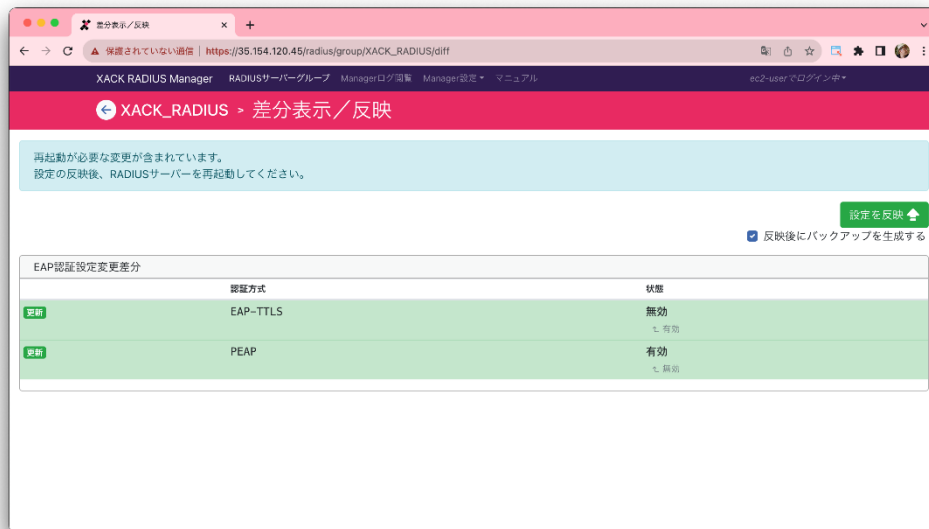 差分表示／反映
保護されていない通信 | https://35.154.120.45/radius/group/XACK_RADIUS/diff
XACK RADIUS Manager RADIUSサーバーグループ Managerログ閲覧 Manager設定 マニュアル ec2-userでログイン中
XACK_RADIUS > 差分表示／反映
再起動が必要な変更が含まれています。
設定の反映後、RADIUSサーバーを再起動してください。
設定を反映
反映後にバックアップを生成する
EAP認証設定変更差分
認証方式 状態
更新 EAP-TTLS 無効
有効
更新 PEAP 有効
無効